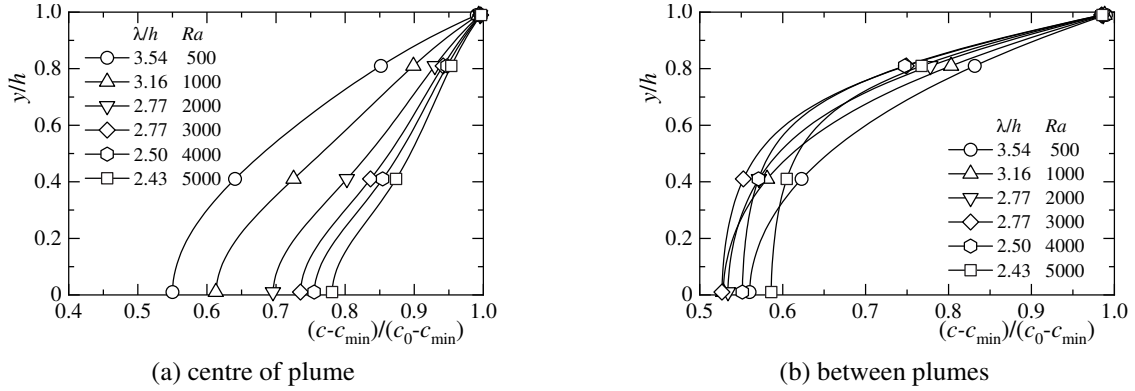 1.0
0.8
0.6
0.4
0.2
0
y/h
λ/h Ra
3.54 500
3.16 1000
2.77 2000
2.77 3000
2.50 4000
2.43 5000
0.4 0.5 0.6 0.7 0.8 0.9 1.0
(c-cmin)/(c0-cmin)
(a) centre of plume
1.0
0.8
0.6
0.4
0.2
0
y/h
λ/h Ra
3.54 500
3.16 1000
2.77 2000
2.77 3000
2.50 4000
2.43 5000
0.5 0.6 0.7 0.8 0.9 1.0
(c-cmin)/(c0-cmin)
(b) between plumes